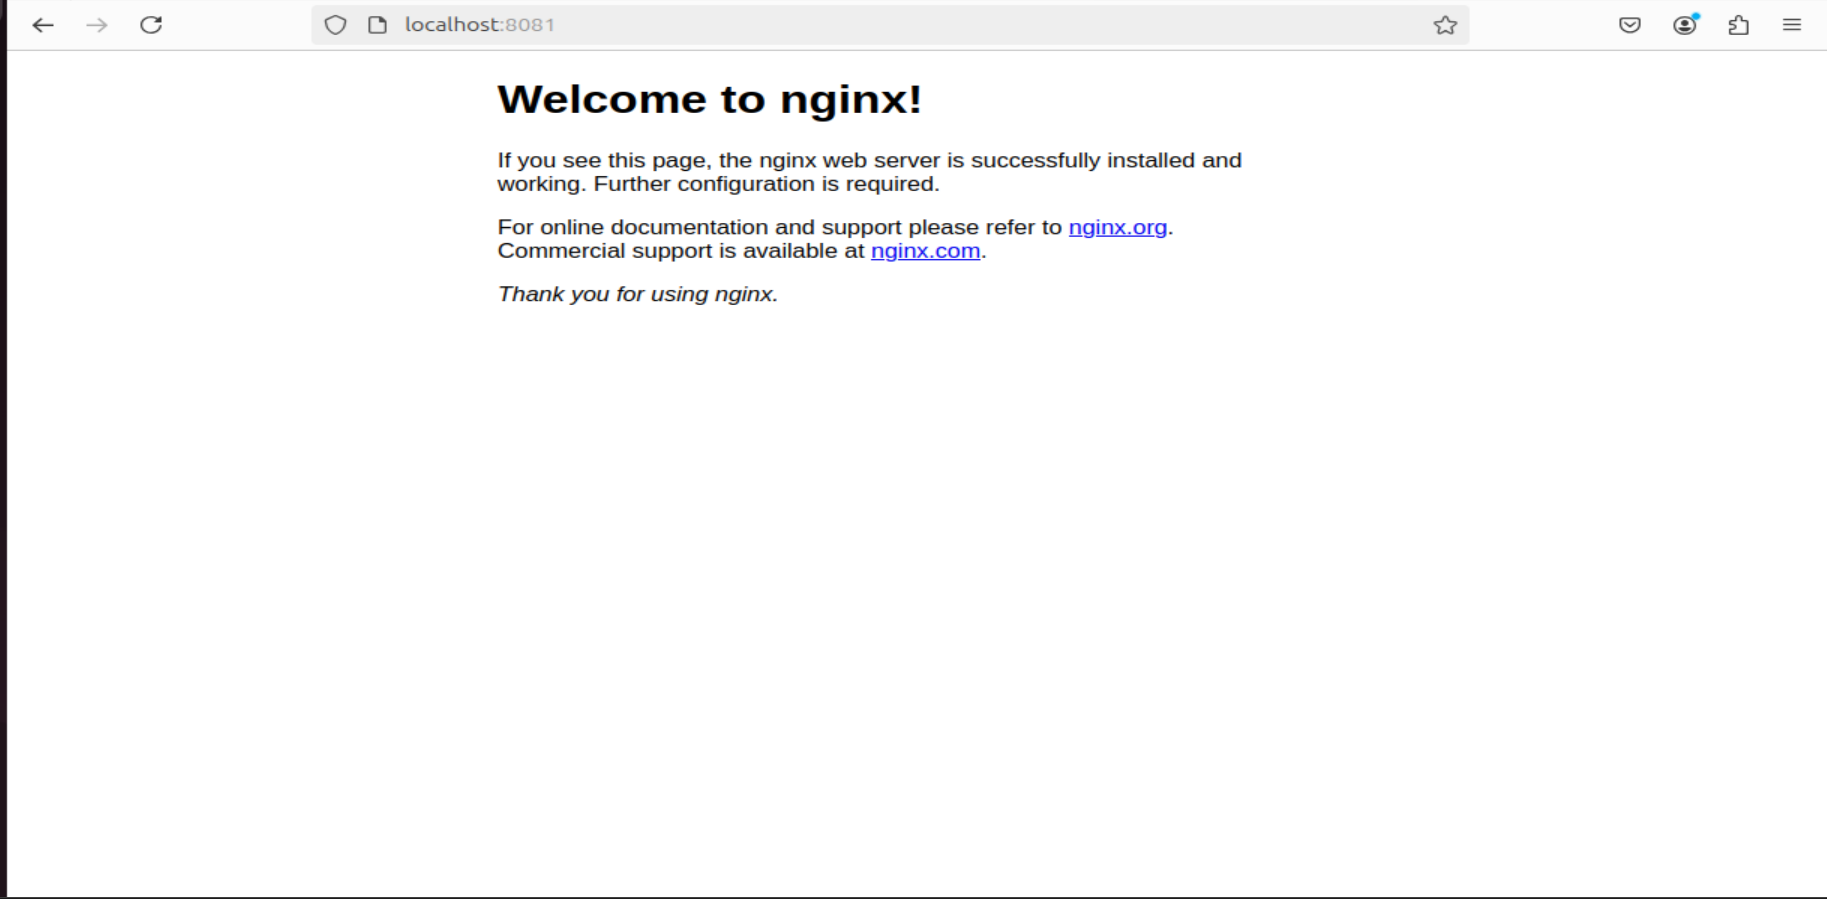 localhost:8081
Welcome to nginx!
If you see this page, the nginx web server is successfully installed and
working. Further configuration is required.
For online documentation and support please refer to nginx.org.
Commercial support is available at nginx.com.
Thank you for using nginx.